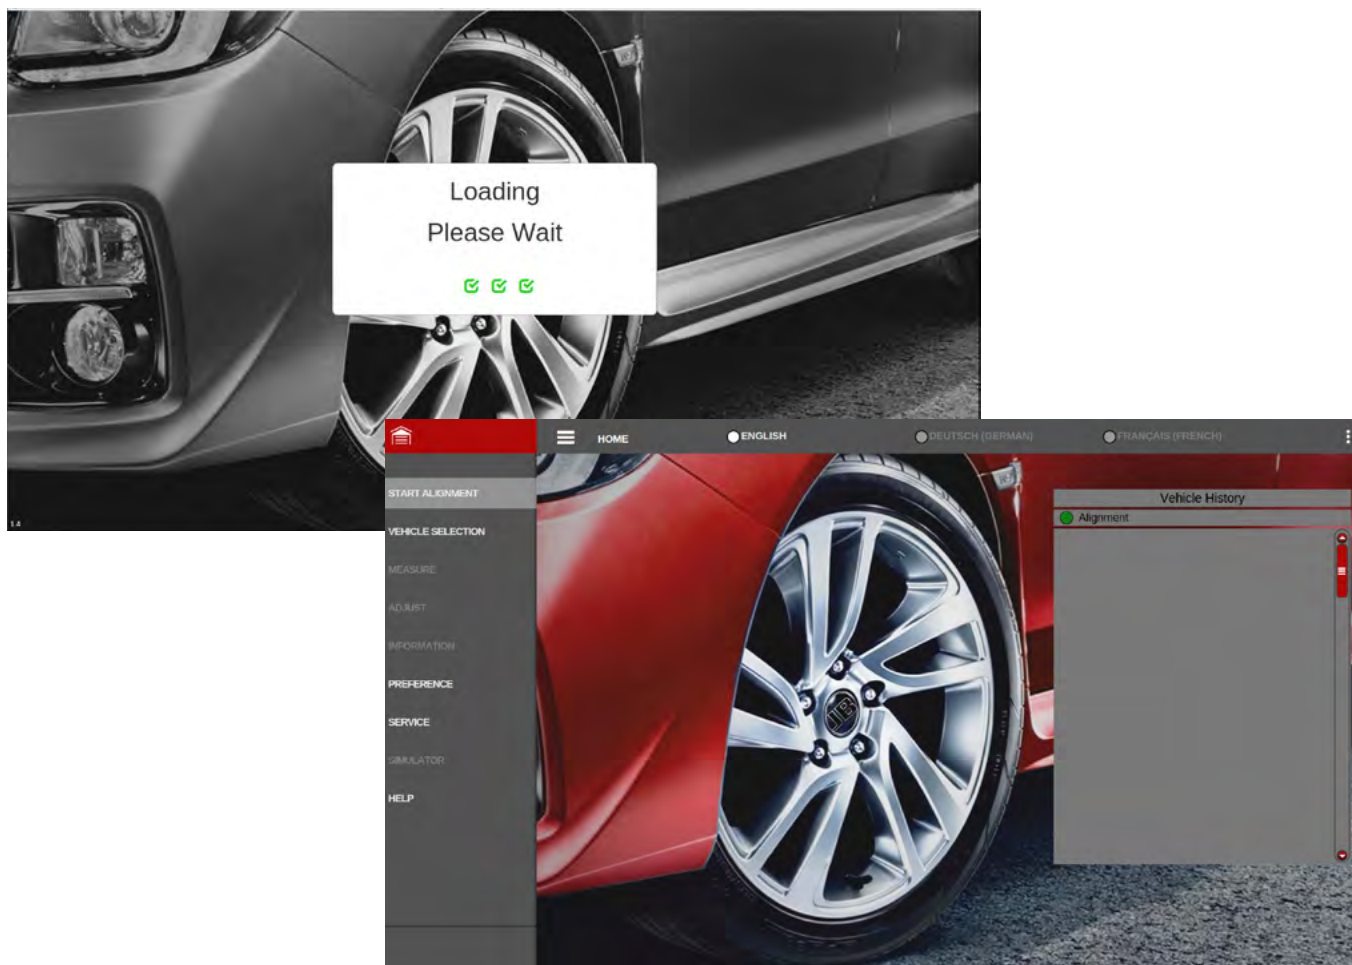 Loading
Please Wait
1.4
HOME
ENGLISH
DEUTSCH (GERMAN)
FRANÇAIS (FRENCH)
START ALIGNMENT
VEHICLE SELECTION
MEASURE
ADJUST
INFORMATION
PREFERENCE
SERVICE
SIMULATOR
HELP
Vehicle History
Alignment